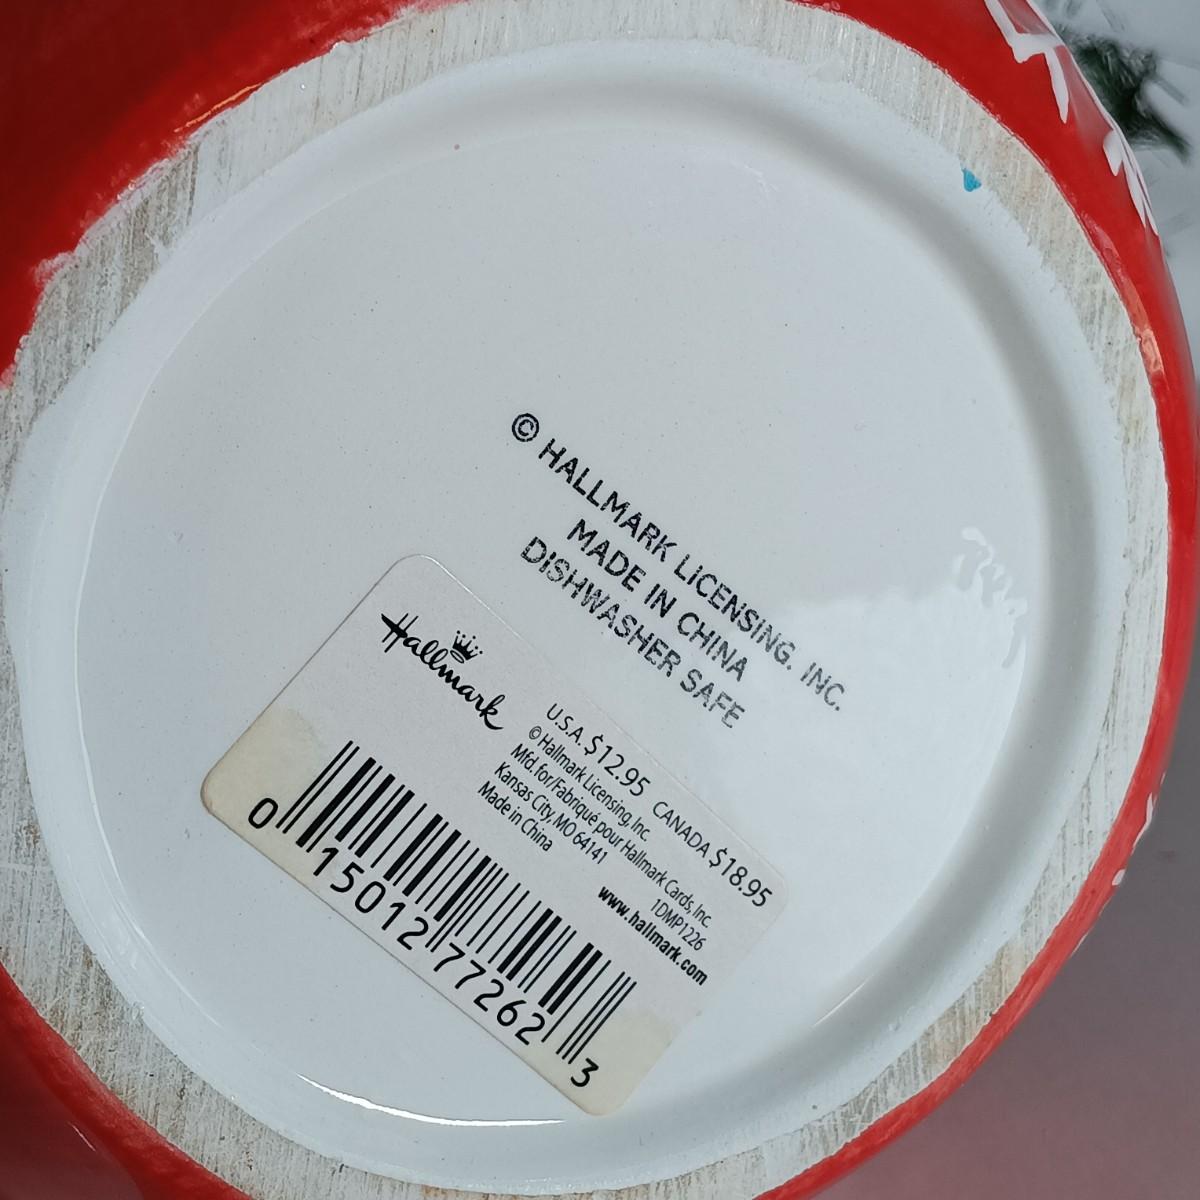 © HALLMARK LICENSING. INC.
MADE IN CHINA
DISHWASHER SAFE
Hallmark
U.S.A. $12.95 CANADA $18.95
© Hallmark Licensing, Inc.
Mfd. for/Fabriqué pour Hallmark Cards, Inc.
Kansas City, MO 64141 1DMP1226
Made in China www.hallmark.com
0 15012 77262 3